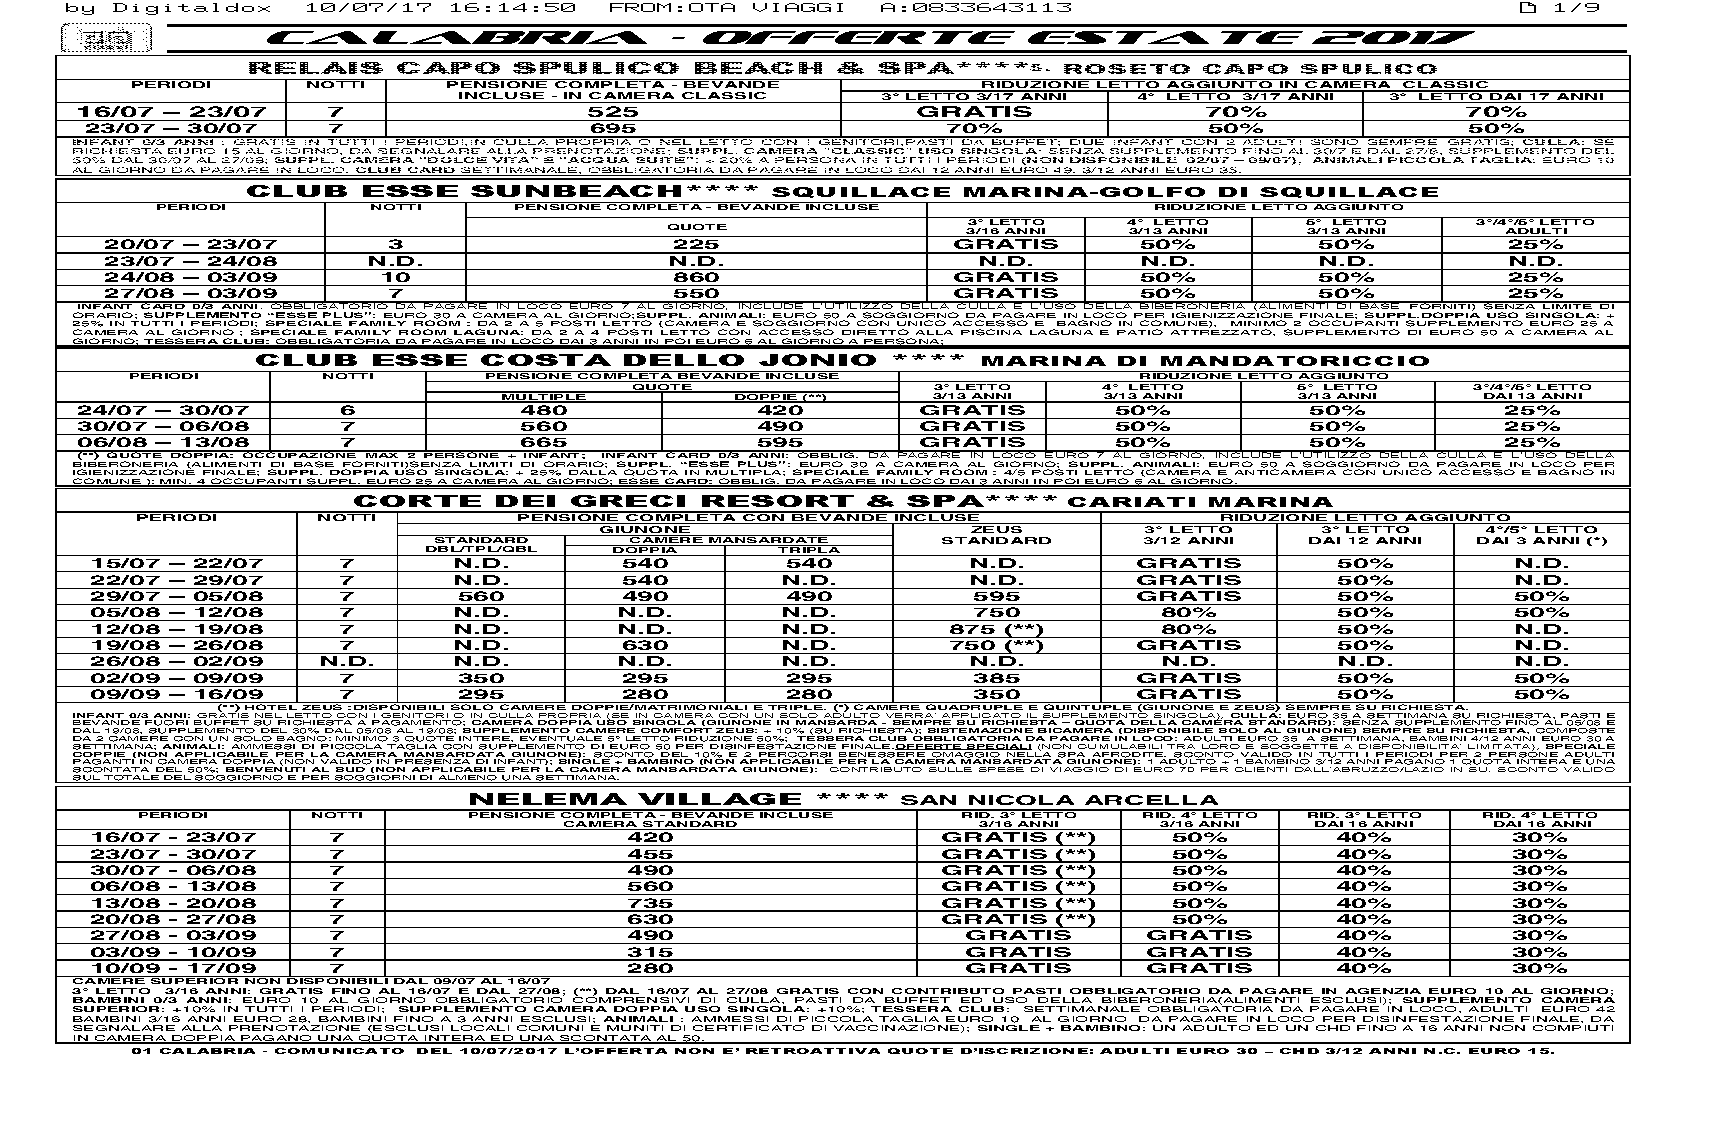 by Digitaldox 10/07/17 16:14:50 FROM:OTA VIAGGI A:0833643113 1/9
CALABRIA - OFFERTE ESTATE 2017
RELAIS CAPO SPULICO BEACH & SPA****S. ROSETO CAPO SPULICO
PERIODI NOTTI PENSIONE COMPLETA - BEVANDE RIDUZIONE LETTO AGGIUNTO IN CAMERA CLASSIC
INCLUSE - IN CAMERA CLASSIC 3° LETTO 3/17 ANNI 4° LETTO 3/17 ANNI 3° LETTO DAI 17 ANNI
16/07 – 23/07 7 525 GRATIS 70% 70%
23/07 – 30/07 7 695 70% 50% 50%
INFANT 0/3 ANNI : GRATIS IN TUTTI I PERIODI,IN CULLA PROPRIA O NEL LETTO CON I GENITORI,PASTI DA BUFFET; DUE INFANT CON 2 ADULTI SONO SEMPRE GRATIS; CULLA: SE
RICHIESTA EURO 15 AL GIORNO, DA SEGNALARE ALLA PRENOTAZIONE; SUPPL. CAMERA "CLASSIC" USO SINGOLA: SENZA SUPPLEMENTO FINO AL 30/7 E DAL 27/8, SUPPLEMENTO DEL
50% DAL 30/07 AL 27/08; SUPPL. CAMERA "DOLCE VITA" E "ACQUA SUITE": + 20% A PERSONA IN TUTTI I PERIODI (NON DISPONIBILE 02/07 – 09/07), ANIMALI PICCOLA TAGLIA: EURO 10
AL GIORNO DA PAGARE IN LOCO. CLUB CARD SETTIMANALE, OBBLIGATORIA DA PAGARE IN LOCO DAI 12 ANNI EURO 49, 3/12 ANNI EURO 35.
CLUB ESSE SUNBEACH**** SQUILLACE MARINA-GOLFO DI SQUILLACE
PERIODI NOTTI PENSIONE COMPLETA - BEVANDE INCLUSE RIDUZIONE LETTO AGGIUNTO
QUOTE 3° LETTO 4° LETTO 5° LETTO 3°/4°/5° LETTO
3/16 ANNI 3/13 ANNI 3/13 ANNI ADULTI
20/07 – 23/07 3 225 GRATIS 50% 50% 25%
23/07 – 24/08 N.D. N.D. N.D. N.D. N.D. N.D.
24/08 – 03/09 10 860 GRATIS 50% 50% 25%
27/08 – 03/09 7 550 GRATIS 50% 50% 25%
INFANT CARD 0/3 ANNI OBBLIGATORIO DA PAGARE IN LOCO EURO 7 AL GIORNO, INCLUDE L'UTILIZZO DELLA CULLA E L'USO DELLA BIBERONERIA (ALIMENTI DI BASE FORNITI) SENZA LIMITE DI
ORARIO; SUPPLEMENTO "ESSE PLUS": EURO 30 A CAMERA AL GIORNO;SUPPL. ANIMALI: EURO 50 A SOGGIORNO DA PAGARE IN LOCO PER IGIENIZZAZIONE FINALE; SUPPL.DOPPIA USO SINGOLA: +
25% IN TUTTI I PERIODI; SPECIALE FAMILY ROOM : DA 2 A 5 POSTI LETTO (CAMERA E SOGGIORNO CON UNICO ACCESSO E BAGNO IN COMUNE), MINIMO 2 OCCUPANTI SUPPLEMENTO EURO 25 A
CAMERA AL GIORNO ; SPECIALE FAMILY ROOM LAGUNA: DA 2 A 4 POSTI LETTO CON ACCESSO DIRETTO ALLA PISCINA LAGUNA E PATIO ATTREZZATO, SUPPLEMENTO DI EURO 50 A CAMERA AL
GIORNO; TESSERA CLUB: OBBLIGATORIA DA PAGARE IN LOCO DAI 3 ANNI IN POI EURO 6 AL GIORNO A PERSONA;
CLUB ESSE COSTA DELLO JONIO **** MARINA DI MANDATORICCIO
PERIODI NOTTI PENSIONE COMPLETA BEVANDE INCLUSE RIDUZIONE LETTO AGGIUNTO
QUOTE 3° LETTO 4° LETTO 5° LETTO 3°/4°/5° LETTO
MULTIPLE DOPPIE (**) 3/13 ANNI 3/13 ANNI 3/13 ANNI DAI 13 ANNI
24/07 – 30/07 6 480 420 GRATIS 50% 50% 25%
30/07 – 06/08 7 560 490 GRATIS 50% 50% 25%
06/08 – 13/08 7 665 595 GRATIS 50% 50% 25%
(**) QUOTE DOPPIA: OCCUPAZIONE MAX 2 PERSONE + INFANT; INFANT CARD 0/3 ANNI: OBBLIG. DA PAGARE IN LOCO EURO 7 AL GIORNO, INCLUDE L'UTILIZZO DELLA CULLA E L'USO DELLA
BIBERONERIA (ALIMENTI DI BASE FORNITI)SENZA LIMITI DI ORARIO; SUPPL. "ESSE PLUS": EURO 30 A CAMERA AL GIORNO; SUPPL. ANIMALI: EURO 50 A SOGGIORNO DA PAGARE IN LOCO PER
IGIENIZZAZIONE FINALE; SUPPL. DOPPIA USO SINGOLA: + 25% DALLA QUOTA IN MULTIPLA; SPECIALE FAMILY ROOM : 4/5 POSTI LETTO (CAMERA E ANTICAMERA CON UNICO ACCESSO E BAGNO IN
COMUNE ): MIN. 4 OCCUPANTI SUPPL. EURO 25 A CAMERA AL GIORNO; ESSE CARD: OBBLIG. DA PAGARE IN LOCO DAI 3 ANNI IN POI EURO 6 AL GIORNO.
CORTE DEI GRECI RESORT & SPA**** CARIATI MARINA
PERIODI NOTTI PENSIONE COMPLETA CON BEVANDE INCLUSE RIDUZIONE LETTO AGGIUNTO
GIUNONE ZEUS 3° LETTO 3° LETTO 4°/5° LETTO
STANDARD CAMERE MANSARDATE STANDARD 3/12 ANNI DAI 12 ANNI DAI 3 ANNI (*)
DBL/TPL/QBL DOPPIA TRIPLA
15/07 – 22/07 7 N.D. 540 540 N.D. GRATIS 50% N.D.
22/07 – 29/07 7 N.D. 540 N.D. N.D. GRATIS 50% N.D.
29/07 – 05/08 7 560 490 490 595 GRATIS 50% 50%
05/08 – 12/08 7 N.D. N.D. N.D. 750 80% 50% 50%
12/08 – 19/08 7 N.D. N.D. N.D. 875 (**) 80% 50% N.D.
19/08 – 26/08 7 N.D. 630 N.D. 750 (**) GRATIS 50% N.D.
26/08 – 02/09 N.D. N.D. N.D. N.D. N.D. N.D. N.D. N.D.
02/09 – 09/09 7 350 295 295 385 GRATIS 50% 50%
09/09 – 16/09 7 295 280 280 350 GRATIS 50% 50%
(**) HOTEL ZEUS :DISPONIBILI SOLO CAMERE DOPPIE/MATRIMONIALI E TRIPLE. (*) CAMERE QUADRUPLE E QUINTUPLE (GIUNONE E ZEUS) SEMPRE SU RICHIESTA.
INFANT 0/3 ANNI: GRATIS NEL LETTO CON I GENITORI O IN CULLA PROPRIA (SE IN CAMERA CON UN SOLO ADULTO VERRA' APPLICATO IL SUPPLEMENTO SINGOLA), CULLA: EURO 35 A SETTIMANA SU RICHIESTA, PASTI E
BEVANDE FUORI BUFFET SU RICHIESTA A PAGAMENTO; CAMERA DOPPIA USO SINGOLA (GIUNONE IN MANSARDA - SEMPRE SU RICHIESTA – QUOTA DELLA CAMERA STANDARD): SENZA SUPPLEMENTO FINO AL 05/08 E
DAL 19/08, SUPPLEMENTO DEL 30% DAL 05/08 AL 19/08; SUPPLEMENTO CAMERE COMFORT ZEUS: + 10% (SU RICHIESTA); SISTEMAZIONE BICAMERA (DISPONIBILE SOLO AL GIUNONE) SEMPRE SU RICHIESTA, COMPOSTE
DA 2 CAMERE CON UN SOLO BAGNO: MINIMO 3 QUOTE INTERE, EVENTUALE 5° LETTO RIDUZIONE 50%; TESSERA CLUB OBBLIGATORIA DA PAGARE IN LOCO: ADULTI EURO 35 A SETTIMANA, BAMBINI 4/12 ANNI EURO 30 A
SETTIMANA; ANIMALI: AMMESSI DI PICCOLA TAGLIA CON SUPPLEMENTO DI EURO 50 PER DISINFESTAZIONE FINALE.OFFERTE SPECIALI (NON CUMULABILI TRA LORO E SOGGETTE A DISPONIBILITA' LIMITATA), SPECIALE
COPPIE (NON APPLICABILE PER LA CAMERA MANSARDATA GIUNONE): SCONTO DEL 10% E 2 PERCORSI BENESSERE OMAGGIO NELLA SPA AFRODITE, SCONTO VALIDO IN TUTTI I PERIODI PER 2 PERSONE ADULTI
PAGANTI IN CAMERA DOPPIA (NON VALIDO IN PRESENZA DI INFANT); SINGLE + BAMBINO (NON APPLICABILE PER LA CAMERA MANSARDATA GIUNONE): 1 ADULTO + 1 BAMBINO 3/12 ANNI PAGANO 1 QUOTA INTERA E UNA
SCONTATA DEL 50%; BENVENUTI AL SUD (NON APPLICABILE PER LA CAMERA MANSARDATA GIUNONE): CONTRIBUTO SULLE SPESE DI VIAGGIO DI EURO 70 PER CLIENTI DALL'ABRUZZO/LAZIO IN SU. SCONTO VALIDO
SUL TOTALE DEL SOGGIORNO E PER SOGGIORNI DI ALMENO UNA SETTIMANA.
NELEMA VILLAGE **** SAN NICOLA ARCELLA
PERIODI NOTTI PENSIONE COMPLETA - BEVANDE INCLUSE RID. 3° LETTO RID. 4° LETTO RID. 3° LETTO RID. 4° LETTO
CAMERA STANDARD 3/16 ANNI 3/16 ANNI DAI 16 ANNI DAI 16 ANNI
16/07 - 23/07 7 420 GRATIS (**) 50% 40% 30%
23/07 - 30/07 7 455 GRATIS (**) 50% 40% 30%
30/07 - 06/08 7 490 GRATIS (**) 50% 40% 30%
06/08 - 13/08 7 560 GRATIS (**) 50% 40% 30%
13/08 - 20/08 7 735 GRATIS (**) 50% 40% 30%
20/08 - 27/08 7 630 GRATIS (**) 50% 40% 30%
27/08 - 03/09 7 490 GRATIS GRATIS 40% 30%
03/09 - 10/09 7 315 GRATIS GRATIS 40% 30%
10/09 - 17/09 7 280 GRATIS GRATIS 40% 30%
CAMERE SUPERIOR NON DISPONIBILI DAL 09/07 AL 16/07
3° LETTO 3/16 ANNI: GRATIS FINO AL 16/07 E DAL 27/08; (**) DAL 16/07 AL 27/08 GRATIS CON CONTRIBUTO PASTI OBBLIGATORIO DA PAGARE IN AGENZIA EURO 10 AL GIORNO;
BAMBINI 0/3 ANNI: EURO 10 AL GIORNO OBBLIGATORIO COMPRENSIVI DI CULLA, PASTI DA BUFFET ED USO DELLA BIBERONERIA(ALIMENTI ESCLUSI); SUPPLEMENTO CAMERA
SUPERIOR: +10% IN TUTTI I PERIODI; SUPPLEMENTO CAMERA DOPPIA USO SINGOLA: +10%; TESSERA CLUB: SETTIMANALE OBBLIGATORIA DA PAGARE IN LOCO, ADULTI EURO 42
BAMBINI 3/16 ANNI EURO 28, BAMBINI FINO A 3 ANNI ESCLUSI; ANIMALI : AMMESSI DI PICCOLA TAGLIA EURO 10 AL GIORNO DA PAGARE IN LOCO PER DISINFESTAZIONE FINALE, DA
SEGNALARE ALLA PRENOTAZIONE (ESCLUSI LOCALI COMUNI E MUNITI DI CERTIFICATO DI VACCINAZIONE); SINGLE + BAMBINO: UN ADULTO ED UN CHD FINO A 16 ANNI NON COMPIUTI
IN CAMERA DOPPIA PAGANO UNA QUOTA INTERA ED UNA SCONTATA AL 50.
01 CALABRIA - COMUNICATO DEL 10/07/2017 L'OFFERTA NON E' RETROATTIVA QUOTE D'ISCRIZIONE: ADULTI EURO 30 – CHD 3/12 ANNI N.C. EURO 15.